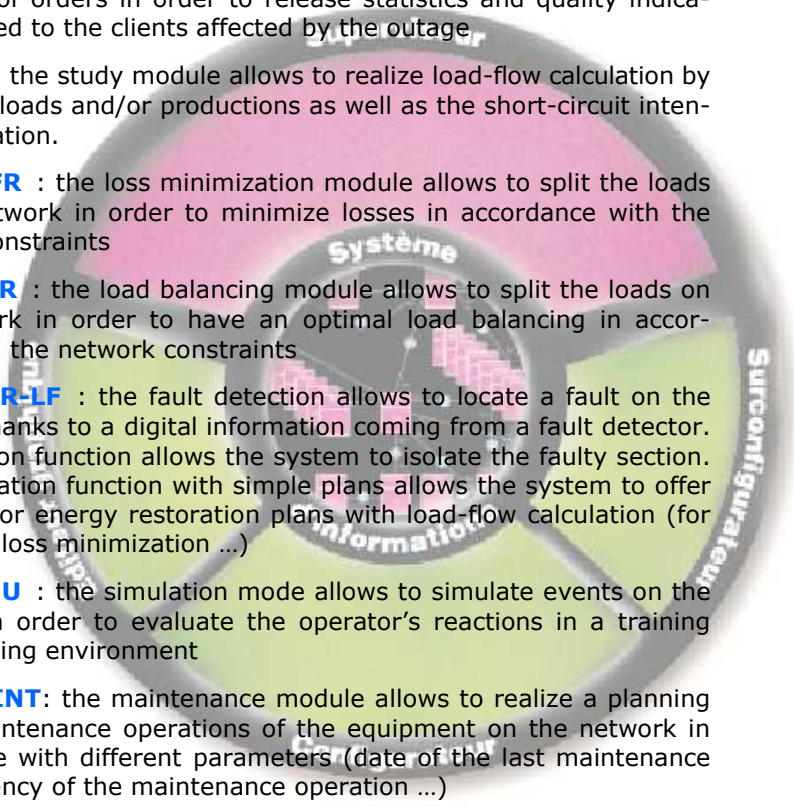 or orders in order to release statistics and quality indica-
ed to the clients affected by the outage
: the study module allows to realize load-flow calculation by
loads and/or productions as well as the short-circuit inten-
ation.
FR : the loss minimization module allows to split the loads
twork in order to minimize losses in accordance with the
onstraints
R : the load balancing module allows to split the loads on
rk in order to have an optimal load balancing in accor-
the network constraints
R-LF : the fault detection allows to locate a fault on the
hanks to a digital information coming from a fault detector.
on function allows the system to isolate the faulty section.
ation function with simple plans allows the system to offer
or energy restoration plans with load-flow calculation (for
loss minimization …)
U : the simulation mode allows to simulate events on the
n order to evaluate the operator's reactions in a training
ing environment
ENT: the maintenance module allows to realize a planning
intenance operations of the equipment on the network in
e with different parameters (date of the last maintenance
ency of the maintenance operation …)
Superviseur
Système
d'informations
Surconfigurateur
Configurateur